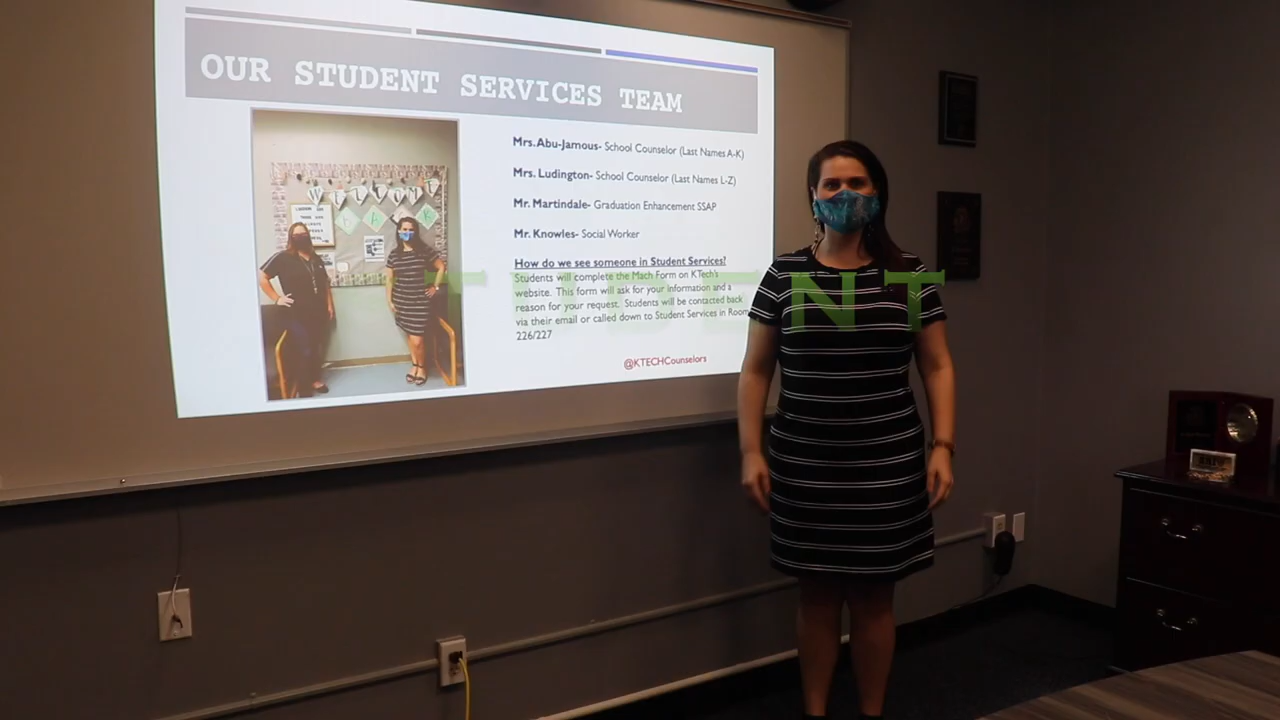 OUR STUDENT SERVICES TEAM
Mrs. Abu-Jamous- School Counselor (Last Names A-K)
Mrs. Ludington- School Counselor (Last Names L-Z)
Mr. Martindale- Graduation Enhancement SSAP
Mr. Knowles- Social Worker
How do we see someone in Student Services?
Students will complete the Mach Form on KTech's
website. This form will ask for your information and a
reason for your request. Students will be contacted back
via their email or called down to Student Services in Room
226/227
@KTECHCounselors
WELCOME
TUDENT